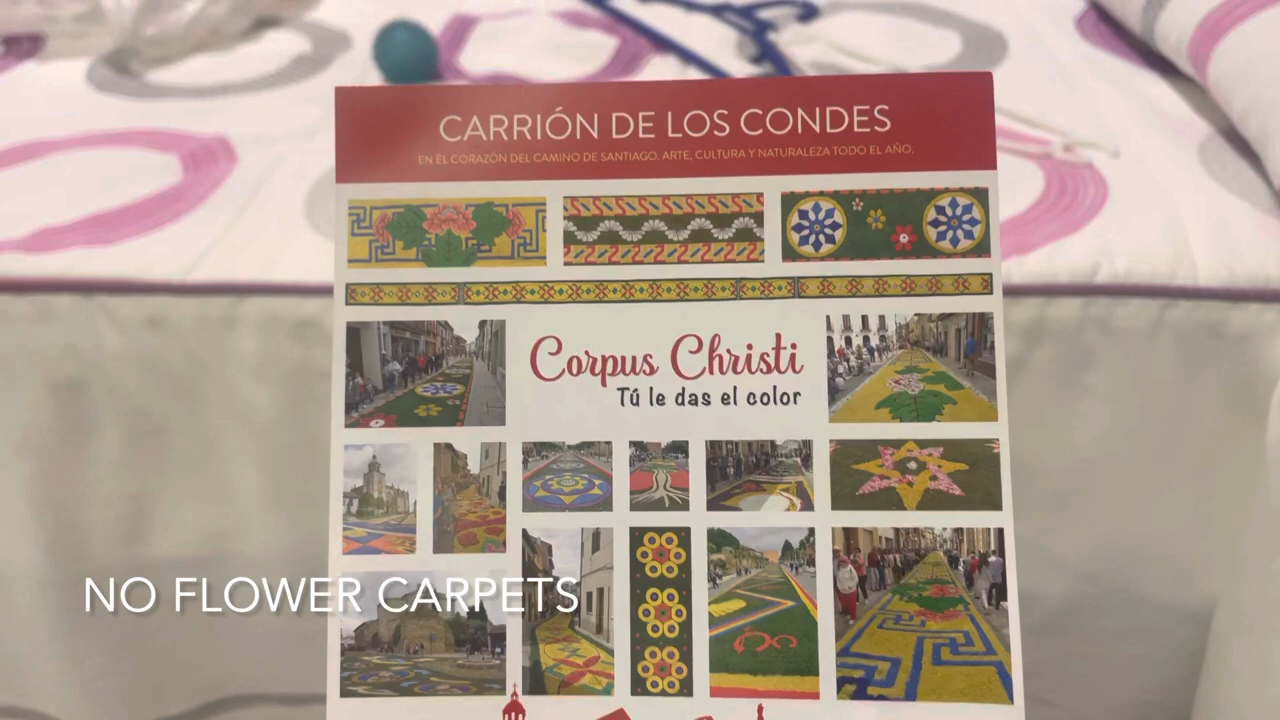 CARRIÓN DE LOS CONDES
EN EL CORAZÓN DEL CAMINO DE SANTIAGO. ARTE, CULTURA Y NATURALEZA TODO EL AÑO.
Corpus Christi
Tú le das el color
NO FLOWER CARPETS